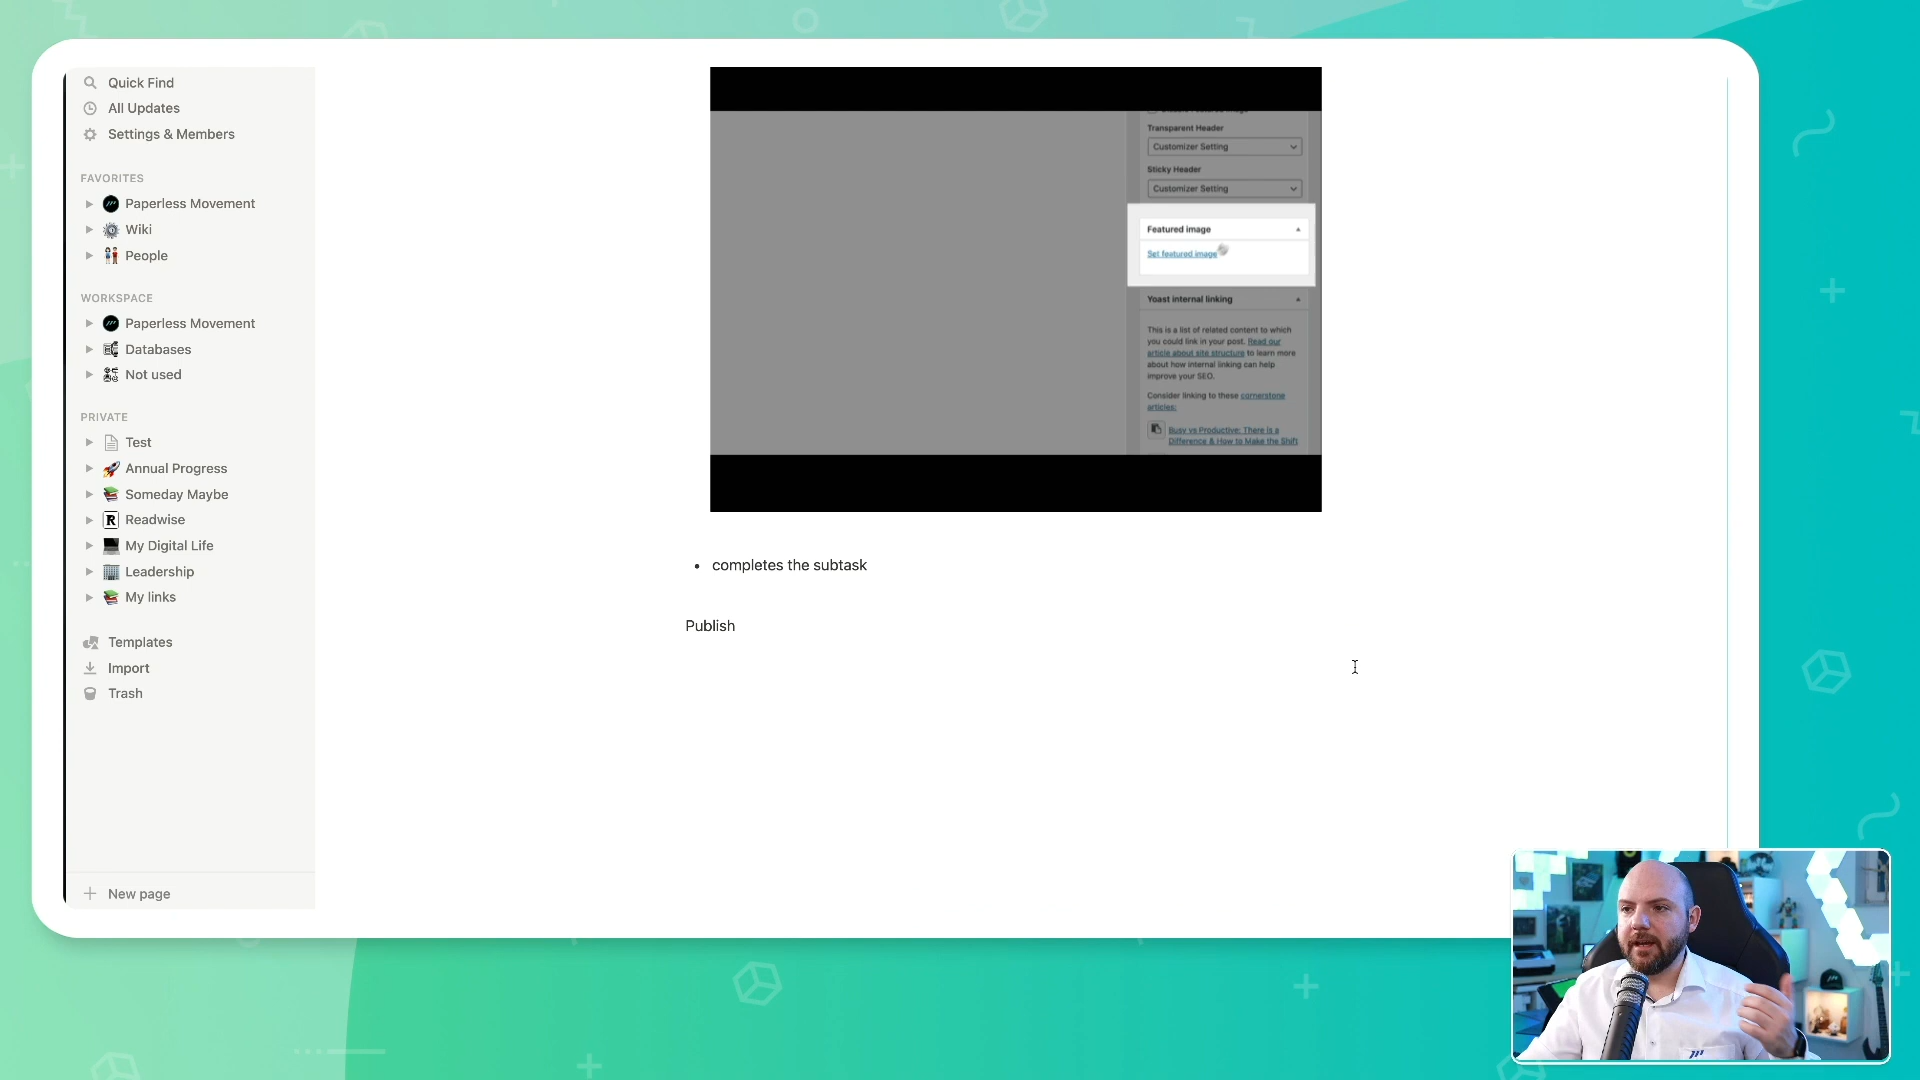 Quick Find
All Updates
Settings & Members
FAVORITES
Paperless Movement
Wiki
People
WORKSPACE
Paperless Movement
Databases
Not used
PRIVATE
Test
Annual Progress
Someday Maybe
Readwise
My Digital Life
Leadership
My links
Templates
Import
Trash
New page
Transparent Header
Customizer Setting
Sticky Header
Customizer Setting
Featured image
Set featured image
Yoast internal linking
This is a list of related content to which
you could link in your post. Read our
article about site structure to learn more
about how internal linking can help
improve your SEO.
Consider linking to these cornerstone
articles:
Busy vs Productive: There is a
Difference & How to Make the Shift
completes the subtask
Publish